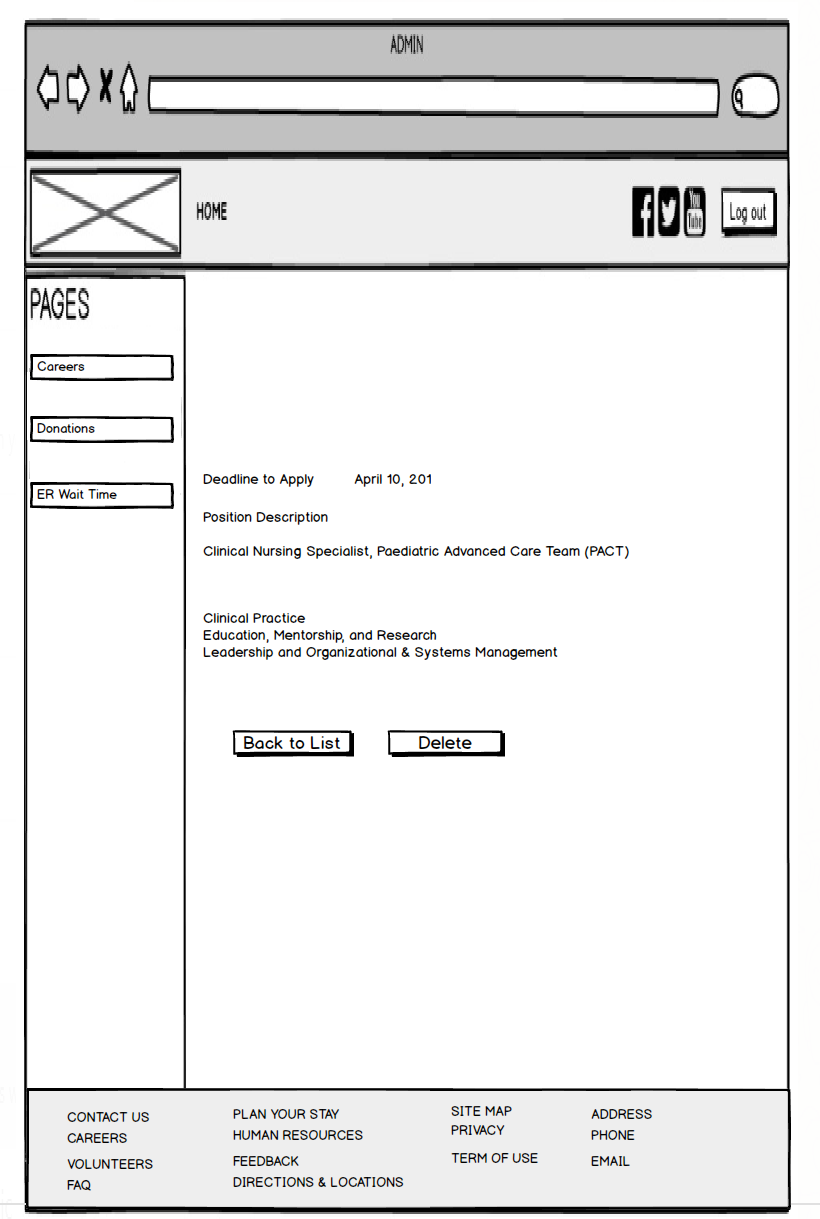 ADMIN
HOME
You
Tube
Log out
PAGES
Careers
Donations
ER Wait Time
Deadline to Apply April 10, 201
Position Description
Clinical Nursing Specialist, Paediatric Advanced Care Team (PACT)
Clinical Practice
Education, Mentorship, and Research
Leadership and Organizational & Systems Management
Back to List Delete
CONTACT US
CAREERS
VOLUNTEERS
FAQ
PLAN YOUR STAY
HUMAN RESOURCES
FEEDBACK
DIRECTIONS & LOCATIONS
SITE MAP
PRIVACY
TERM OF USE
ADDRESS
PHONE
EMAIL